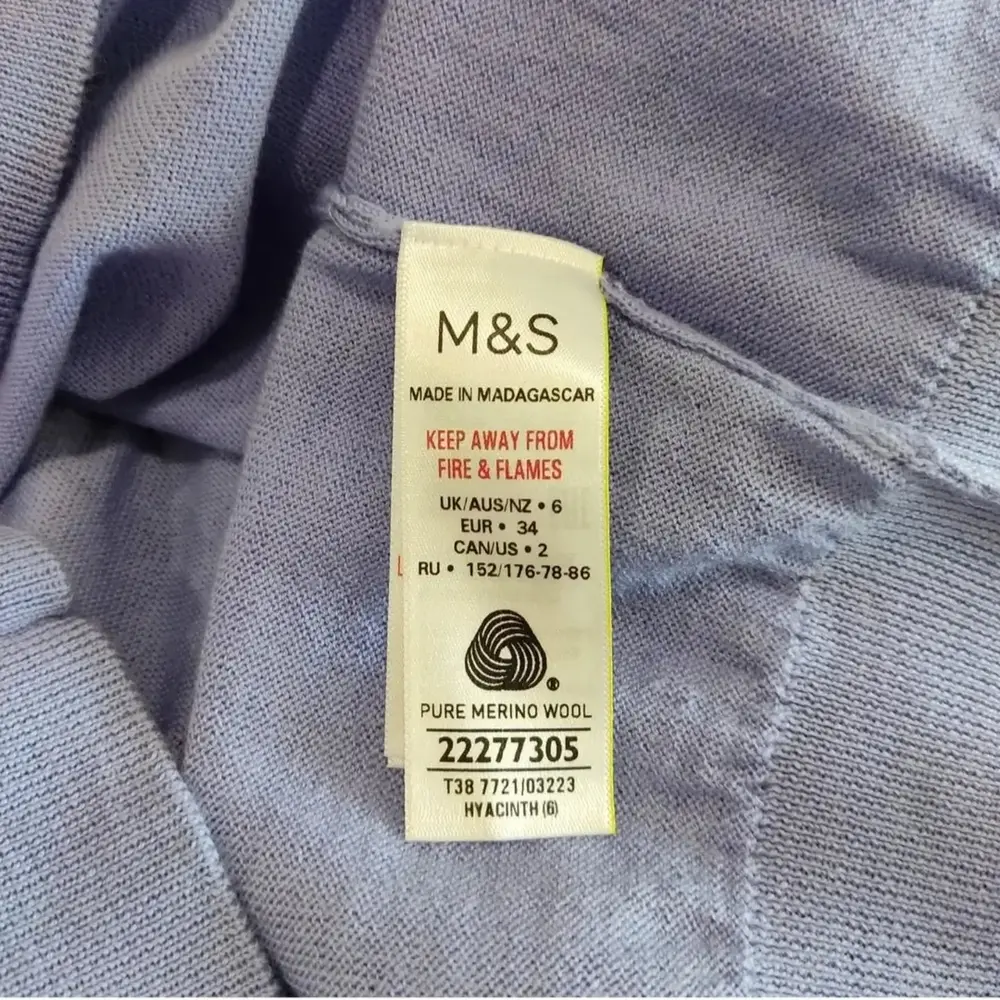 M&S
MADE IN MADAGASCAR
KEEP AWAY FROM
FIRE & FLAMES
UK/AUS/NZ • 6
EUR • 34
CAN/US • 2
RU • 152/176-78-86
®
PURE MERINO WOOL
22277305
T38 7721/03223
HYACINTH (6)